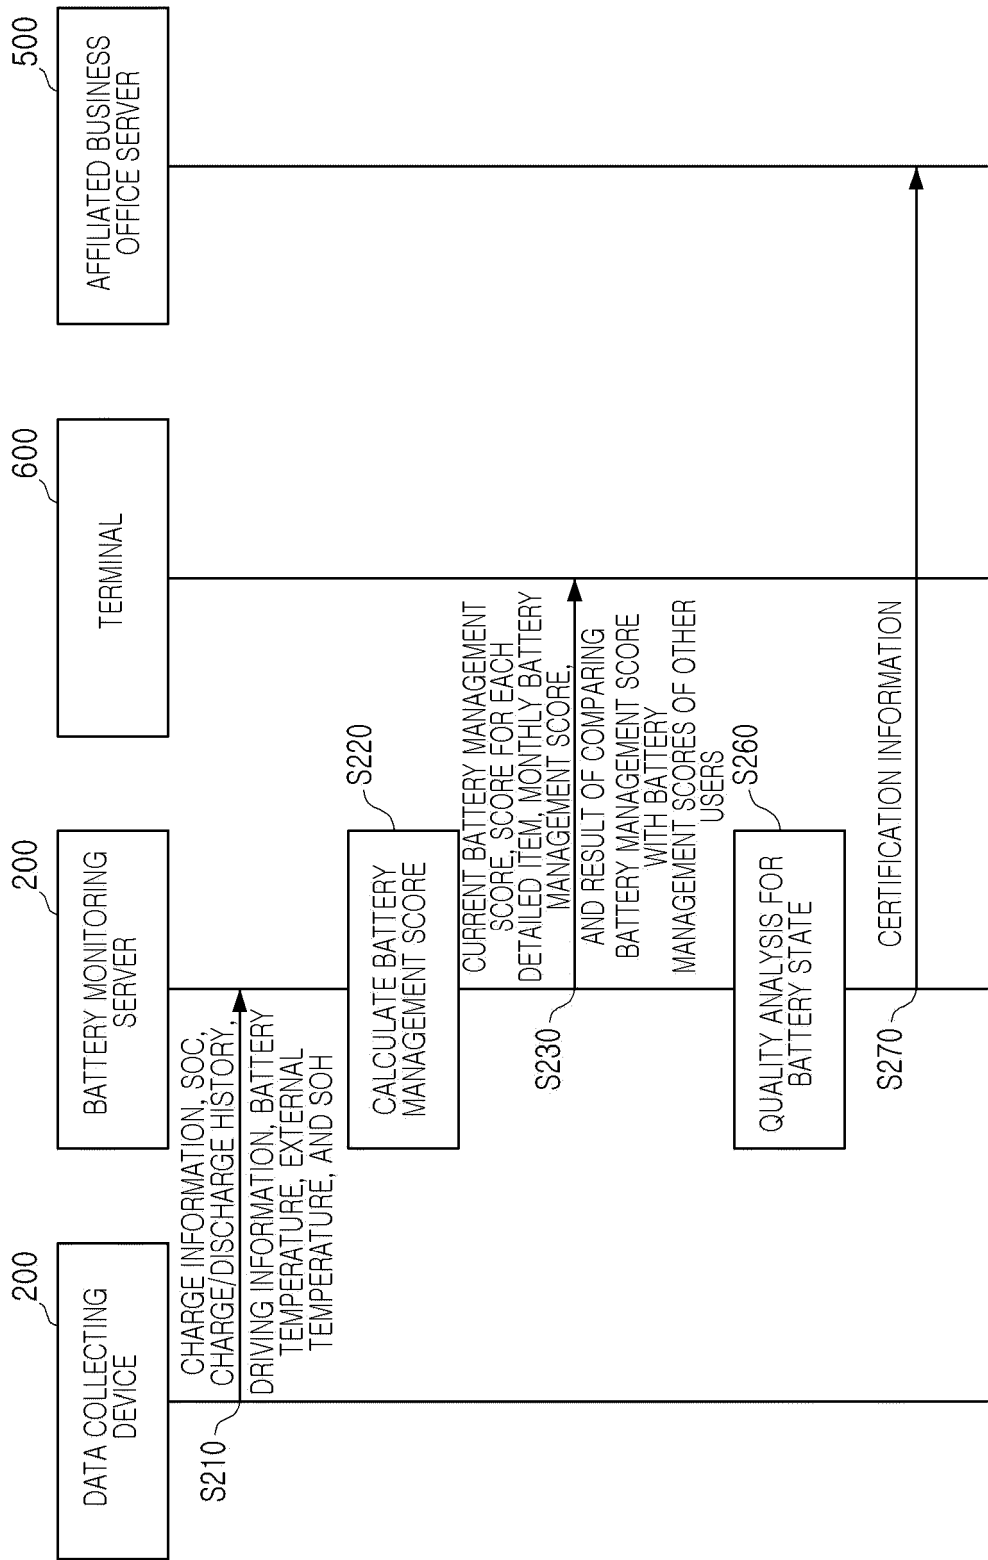 200
DATA COLLECTING
DEVICE
200
BATTERY MONITORING
SERVER
600
TERMINAL
500
AFFILIATED BUSINESS
OFFICE SERVER
S210
CHARGE INFORMATION, SOC,
CHARGE/DISCHARGE HISTORY,
DRIVING INFORMATION, BATTERY
TEMPERATURE, EXTERNAL
TEMPERATURE, AND SOH
S220
CALCULATE BATTERY
MANAGEMENT SCORE
S230
CURRENT BATTERY MANAGEMENT
SCORE, SCORE FOR EACH
DETAILED ITEM, MONTHLY BATTERY
MANAGEMENT SCORE,
AND RESULT OF COMPARING
BATTERY MANAGEMENT SCORE
WITH BATTERY
MANAGEMENT SCORES OF OTHER
USERS
S260
QUALITY ANALYSIS FOR
BATTERY STATE
S270
CERTIFICATION INFORMATION